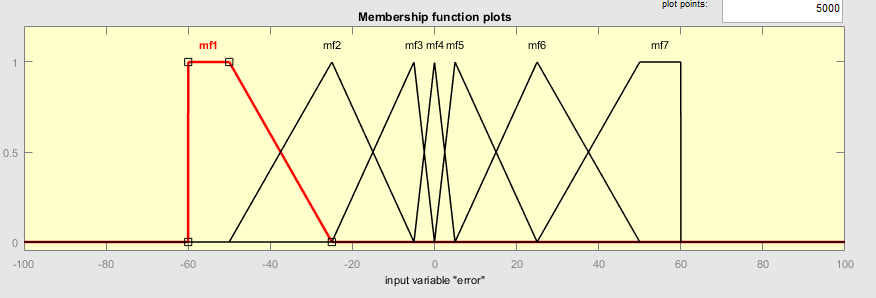 plot points:
5000
Membership function plots
mf1 mf2 mf3 mf4 mf5 mf6 mf7
1
0.5
0
-100 -80 -60 -40 -20 0 20 40 60 80 100
input variable "error"